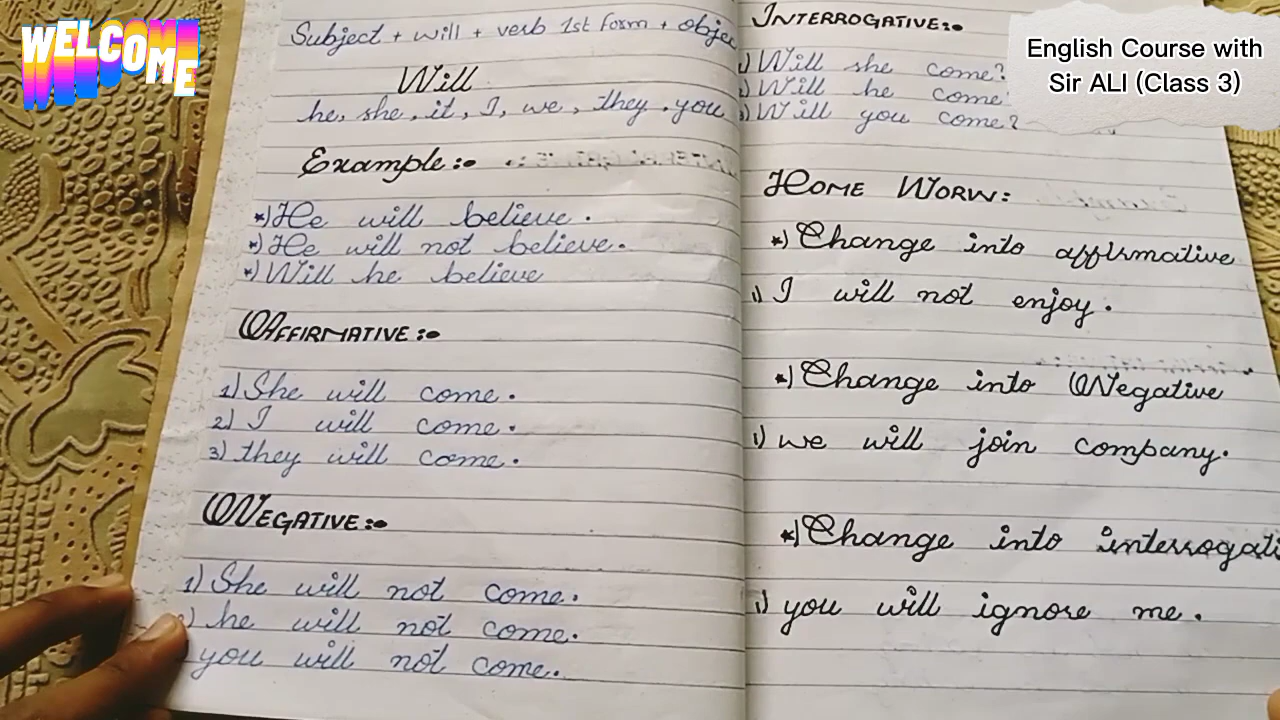 WELCOME
English Course with
Sir ALI (Class 3)
Subject + will + verb 1st form + objec
Will
he, she, it, I, we, they, you
Example:-
*) He will believe.
*) He will not believe.
*) Will he believe
AFFIRMATIVE:-
1) She will come.
2) I will come.
3) they will come.
NEGATIVE:-
1) She will not come.
2) he will not come.
you will not come.
INTERROGATIVE:-
1) Will she come?
2) Will he come?
3) Will you come?
HOME WORK:
*) Change into affirmative
1) I will not enjoy.
*) Change into Negative
1) we will join company.
*) Change into interrogati
1) you will ignore me.